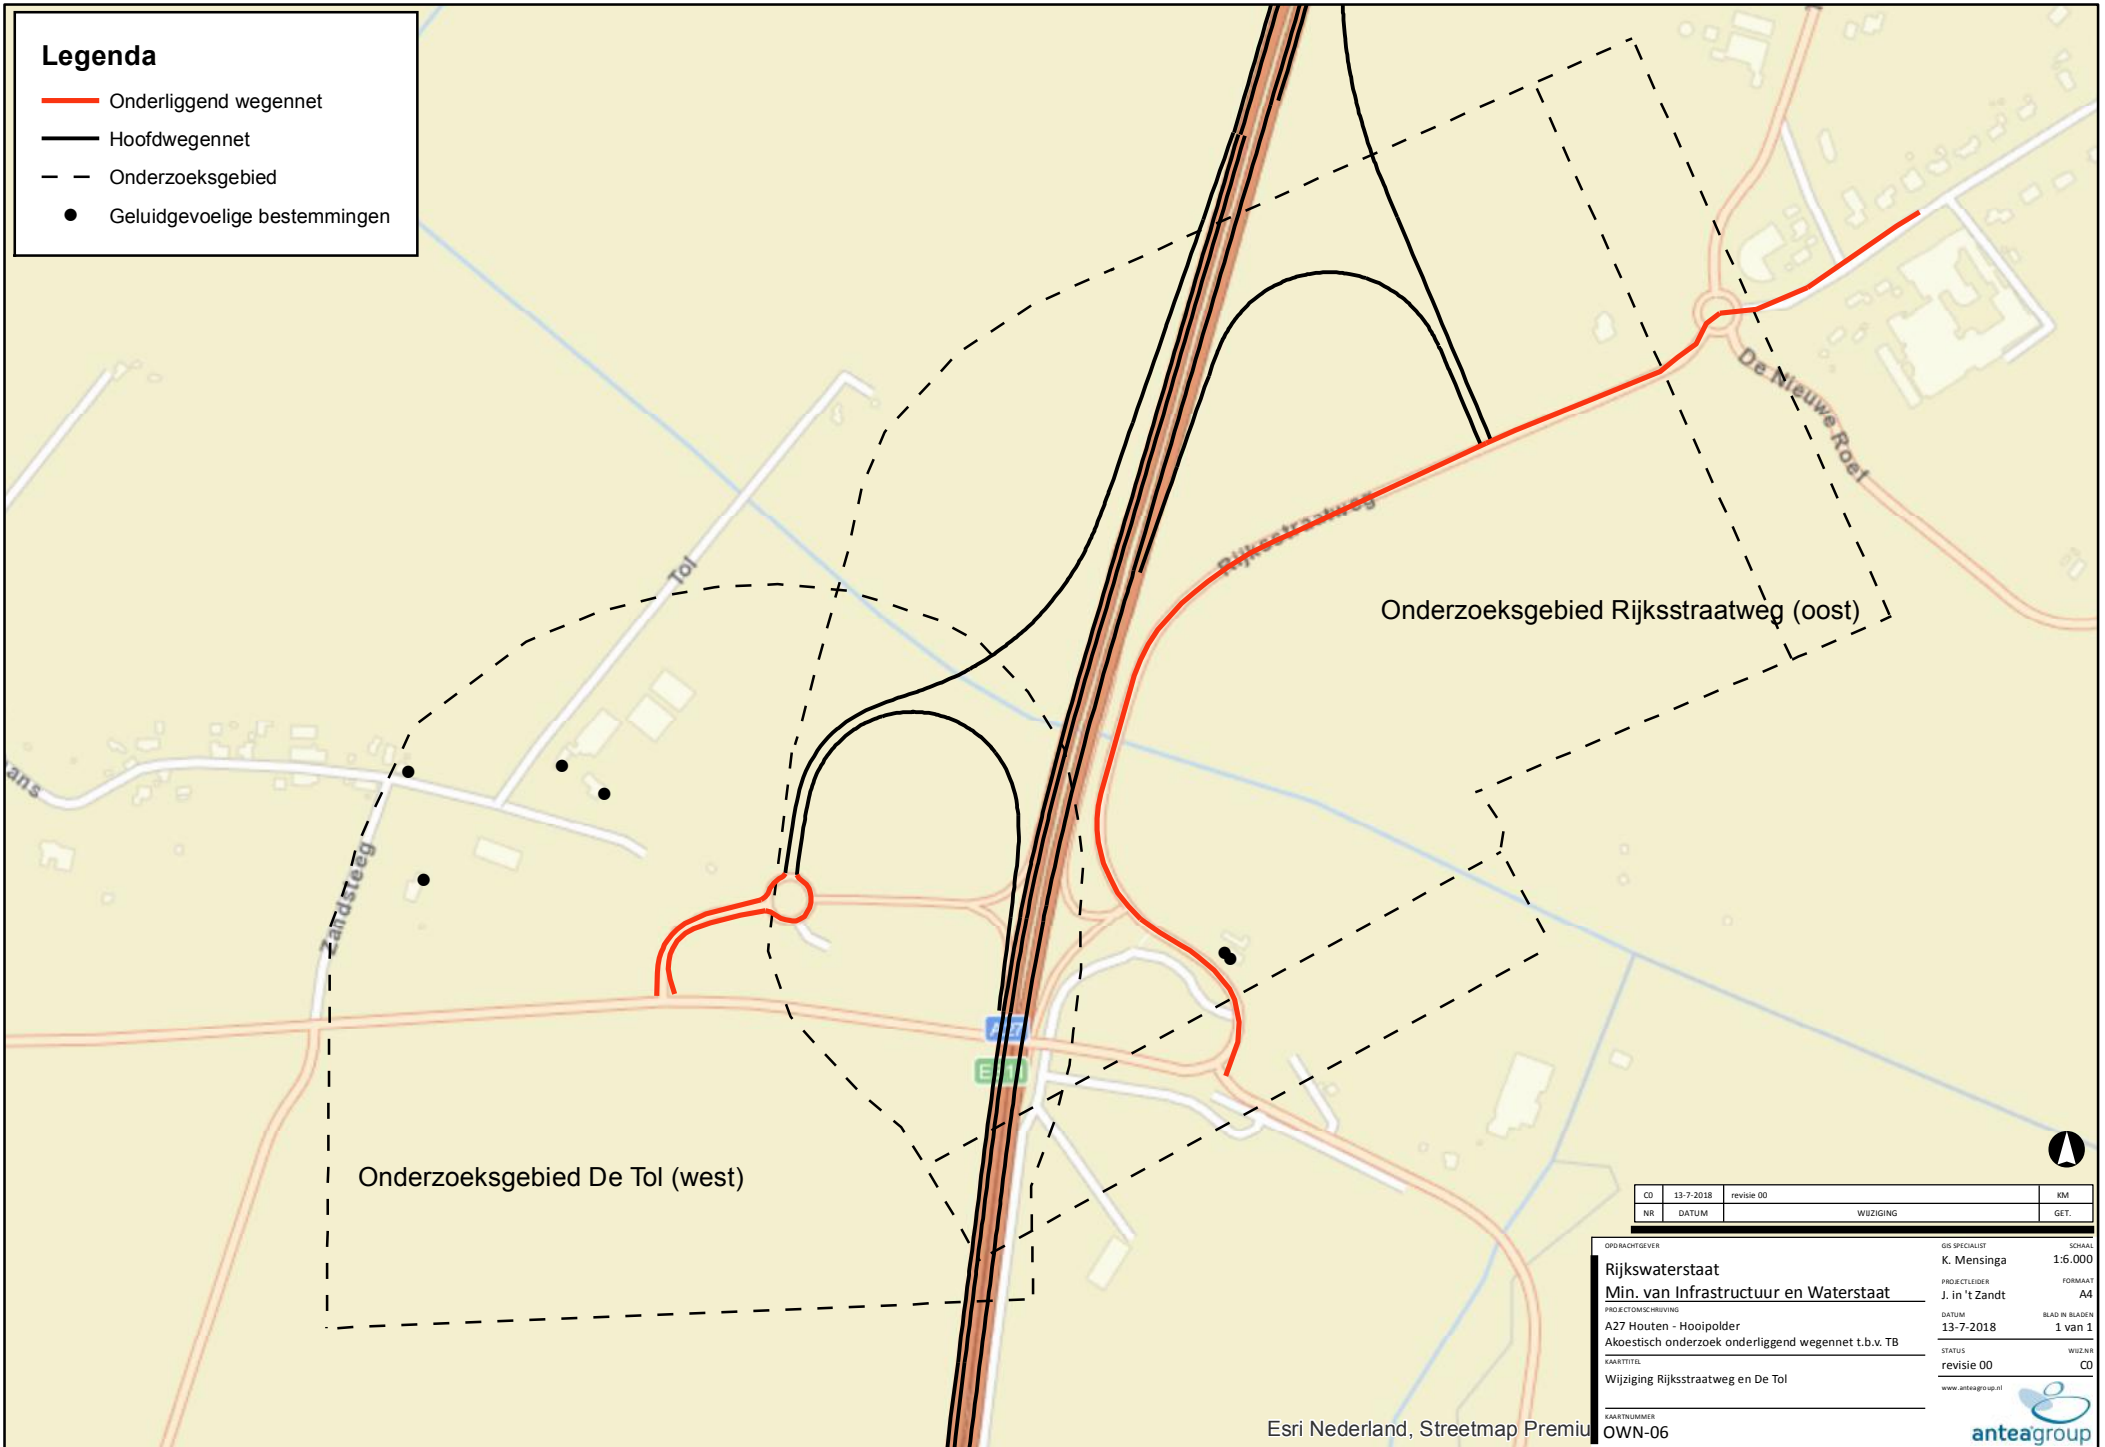 Legenda
Onderliggend wegennet
Hoofdwegennet
Onderzoeksgebied
Geluidgevoelige bestemmingen
De Nieuwe Roef
Rijksstraatweg
Tol
Onderzoeksgebied Rijksstraatweg (oost)
ans
Zandsteeg
A27
Onderzoeksgebied De Tol (west)
C0 13-7-2018 revisie 00 KM
NR DATUM WIJZIGING GET.
OPDRACHTGEVER
Rijkswaterstaat
Min. van Infrastructuur en Waterstaat
PROJECTOMSCHRIJVING
A27 Houten - Hooipolder
Akoestisch onderzoek onderliggend wegennet t.b.v. TB
KAARTTITEL
Wijziging Rijksstraatweg en De Tol
KAARTNUMMER
OWN-06
GIS SPECIALIST SCHAAL
K. Mensinga 1:6.000
PROJECTLEIDER FORMAAT
J. in 't Zandt A4
DATUM BLAD IN BLADEN
13-7-2018 1 van 1
STATUS WIJZ.NR
revisie 00 C0
www.anteagroup.nl
anteagroup
Esri Nederland, Streetmap Premiu